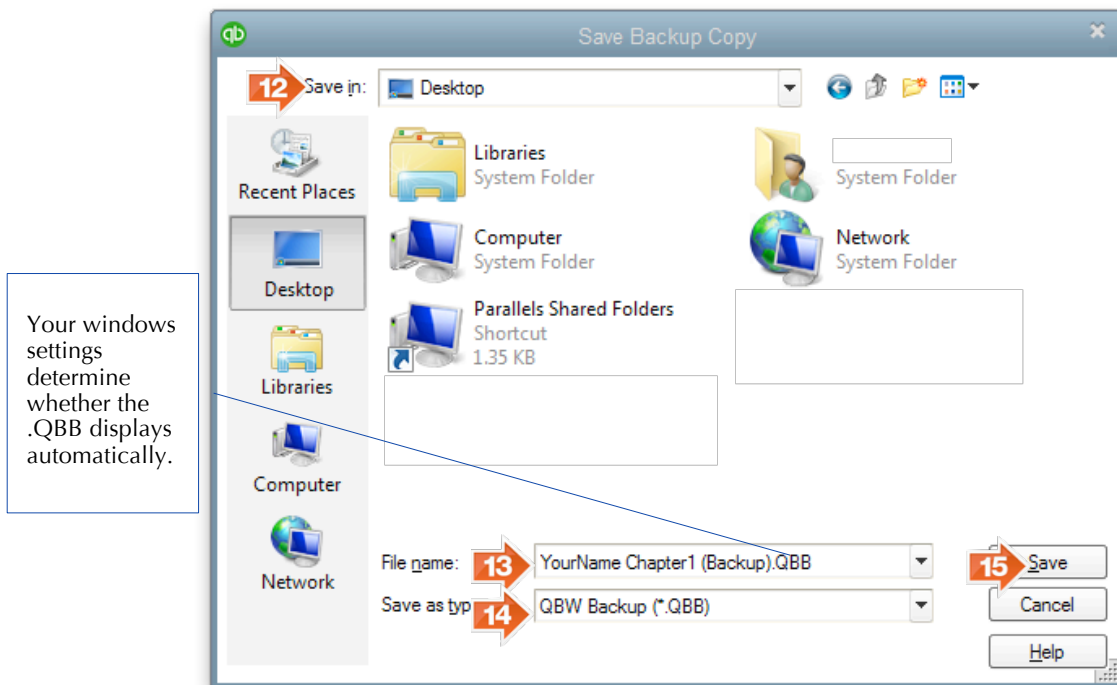 qb
Save Backup Copy
12 Save in: Desktop
Recent Places
Desktop
Libraries
Computer
Network
Libraries
System Folder
System Folder
Computer
System Folder
Network
System Folder
Parallels Shared Folders
Shortcut
1.35 KB
Your windows
settings
determine
whether the
.QBB displays
automatically.
File name: 13 YourName Chapter1 (Backup).QBB
15 Save
Save as typ 14 QBW Backup (*.QBB)
Cancel
Help